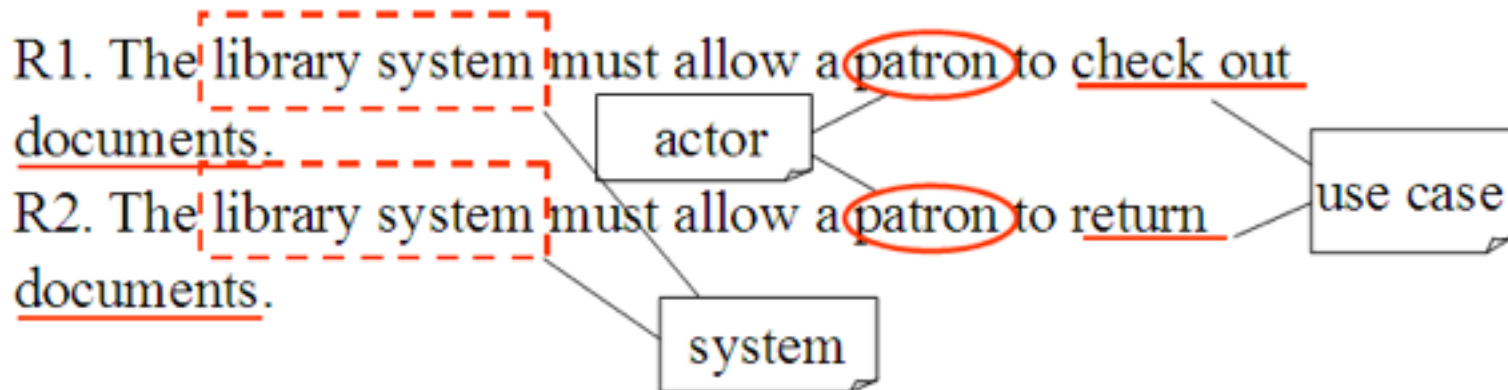 R1. The library system must allow a patron to check out
documents.
actor
R2. The library system must allow a patron to return
use case
documents.
system